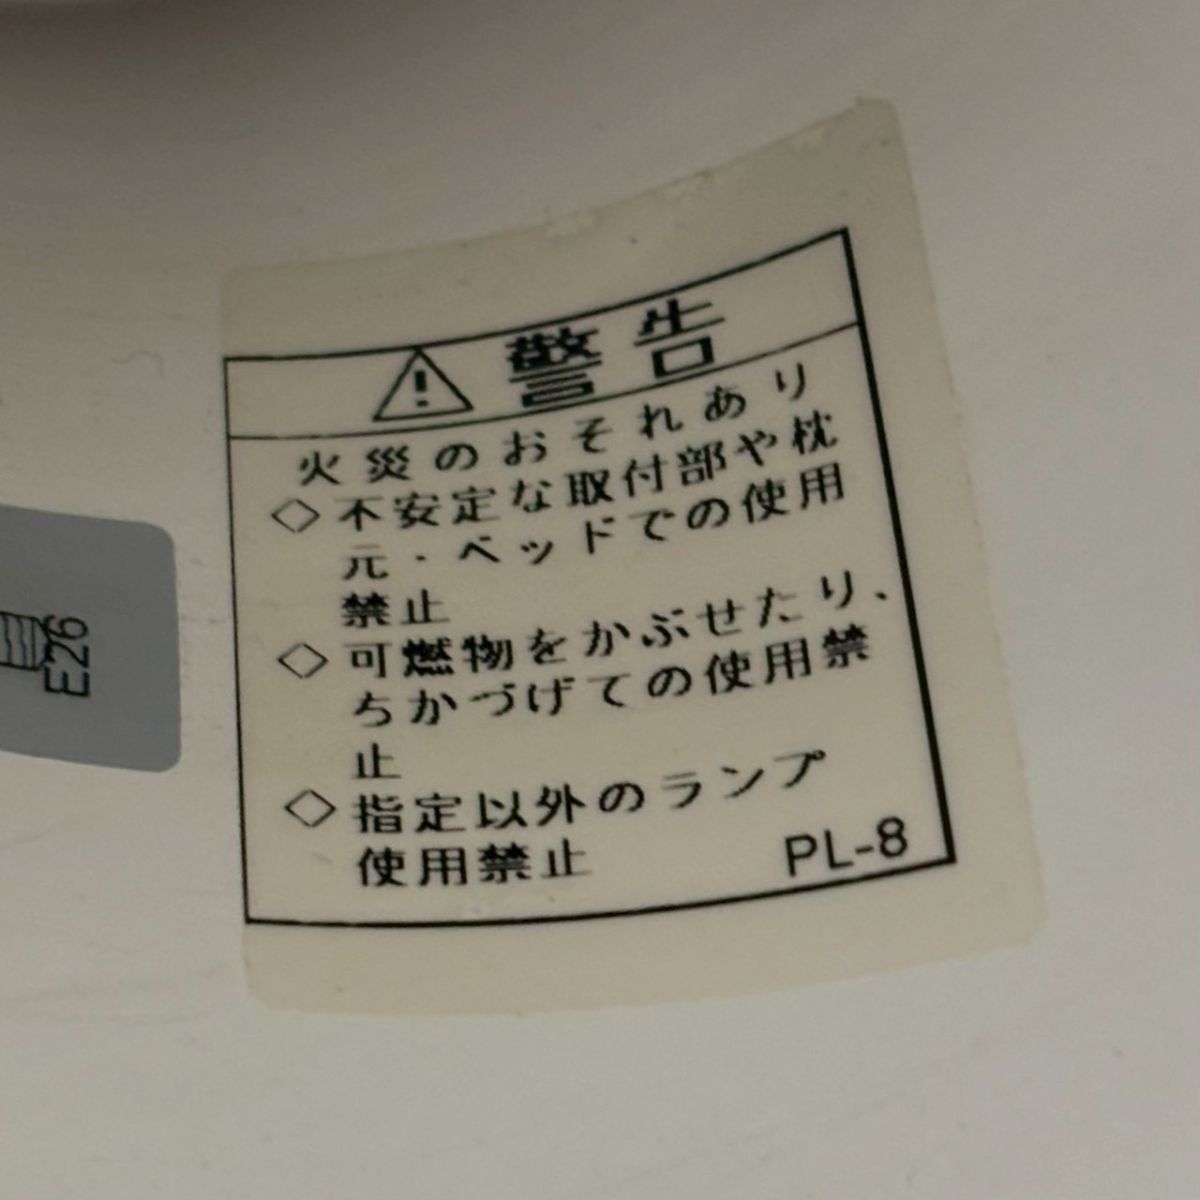 ⚠警告
火災のおそれあり
◇不安定な取付部や枕
元・ベッドでの使用
禁止
◇可燃物をかぶせたり、
ちかづげての使用禁
止
◇指定以外のランプ
使用禁止
PL-8
E26